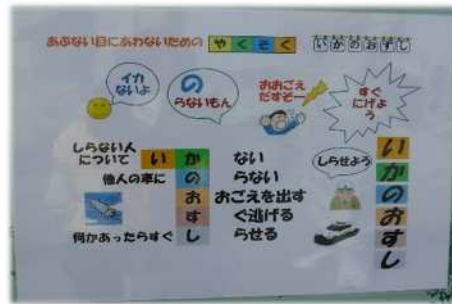 あぶない目にあわないための やくそく いかのおすし
イカ
ないよ
の
らないもん
おおごえ
だすぞー
すぐ
にげよ
う
しらない人
について いか ない
他人の車に の らない
お おごえを出す
す ぐ逃げる
何かあったらすぐ し らせる
しらせよう
い
か
の
お
す
し